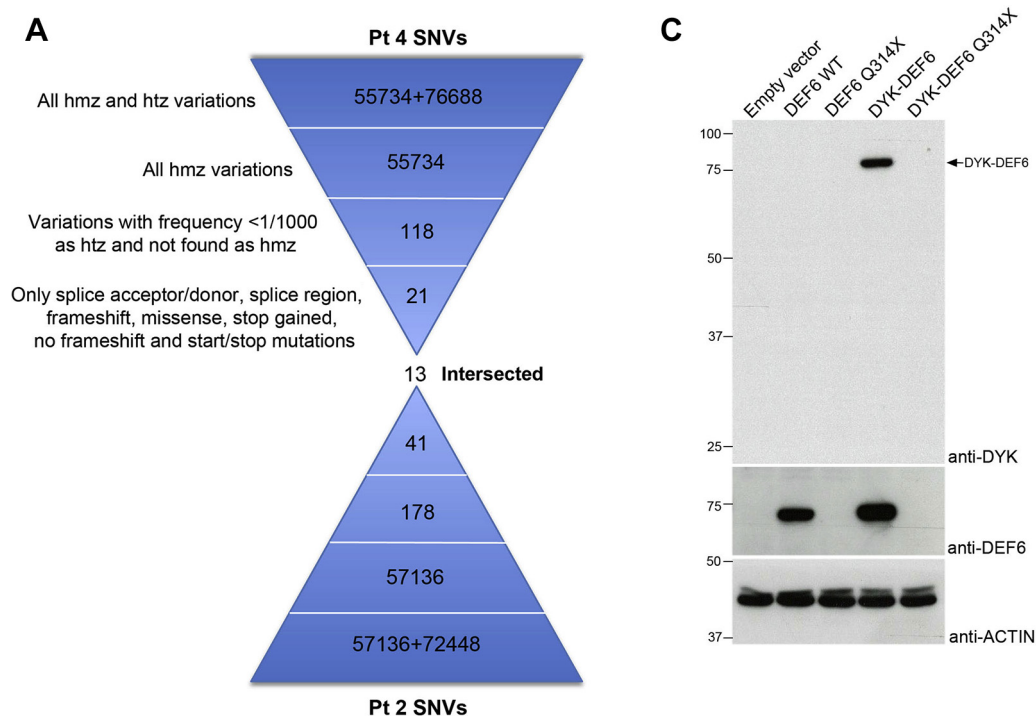 A
Pt 4 SNVs
All hmz and htz variations
55734+76688
All hmz variations
55734
Variations with frequency <1/1000
as htz and not found as hmz
118
Only splice acceptor/donor, splice region,
frameshift, missense, stop gained,
no frameshift and start/stop mutations
21
13 Intersected
41
178
57136
57136+72448
Pt 2 SNVs
C
Empty vector
DEF6 WT
DEF6 Q314X
DYK-DEF6
DYK-DEF6 Q314X
100
75
DYK-DEF6
50
37
25
anti-DYK
75
anti-DEF6
50
37
anti-ACTIN